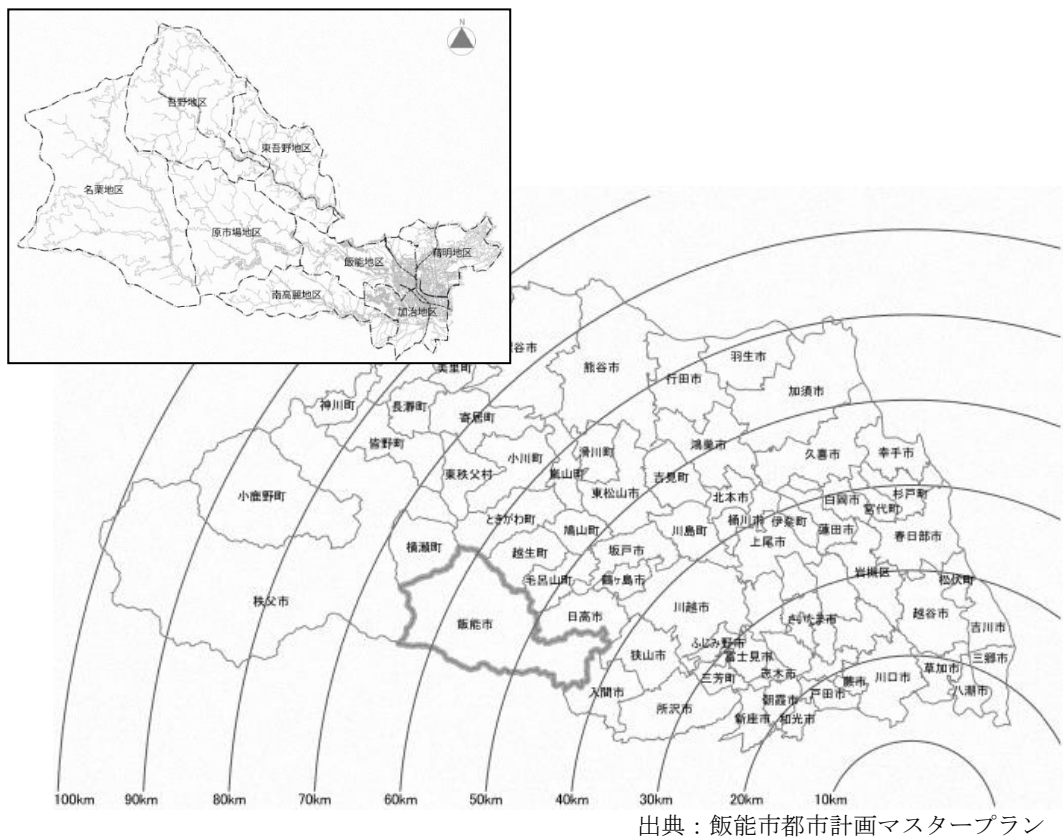 N
吾野地区
東吾野地区
名栗地区
原市場地区
飯能地区
精明地区
南高麗地区
加治地区
谷市
熊谷市
羽生市
行田市
加須市
美里町
神川町
長瀞町
寄居町
皆野町
小川町
滑川町
鴻巣市
久喜市
幸手市
東秩父村
嵐山町
吉見町
小鹿野町
東松山市
北本市
白岡市
杉戸町
宮代町
ときがわ町
鳩山町
川島町
桶川市
伊奈町
蓮田市
横瀬町
越生町
坂戸市
上尾市
春日部市
毛呂山町
鶴ヶ島市
岩槻区
松伏町
秩父市
飯能市
日高市
川越市
さいたま市
越谷市
吉川市
狭山市
ふじみ野市
富士見市
三芳町
志木市
三郷市
草加市
入間市
所沢市
朝霞市
戸田市
蕨市
川口市
八潮市
新座市
和光市
100km
90km
80km
70km
60km
50km
40km
30km
20km
10km
出典：飯能市都市計画マスタープラン